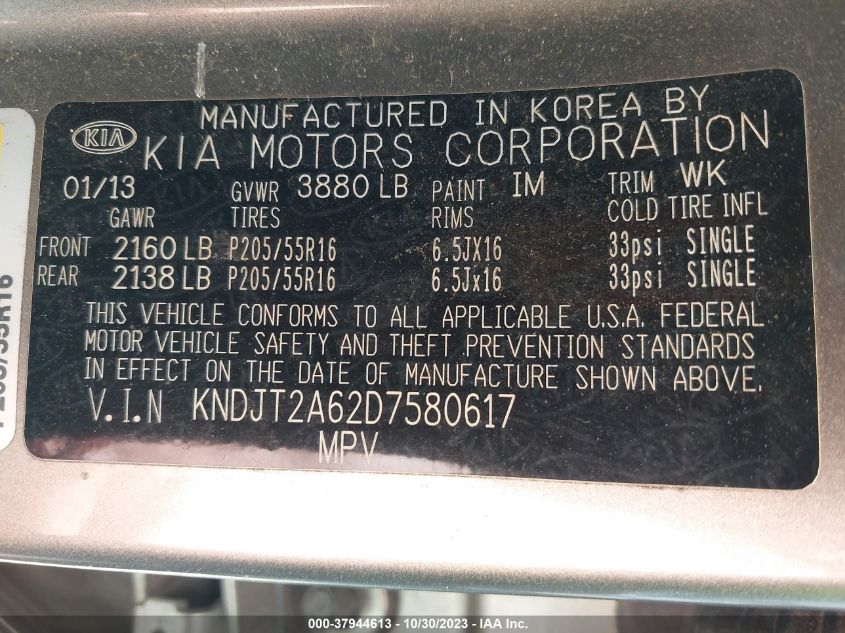 MANUFACTURED IN KOREA BY
KIA KIA MOTORS CORPORATION
01/13 GVWR 3880 LB PAINT IM TRIM WK
GAWR TIRES RIMS COLD TIRE INFL
FRONT 2160 LB P205/55R16 6.5JX16 33psi SINGLE
REAR 2138 LB P205/55R16 6.5Jx16 33psi SINGLE
THIS VEHICLE CONFORMS TO ALL APPLICABLE U.S.A. FEDERAL
MOTOR VEHICLE SAFETY AND THEFT PREVENTION STANDARDS
IN EFFECT ON THE DATE OF MANUFACTURE SHOWN ABOVE.
V.I.N KNDJT2A62D7580617
MPV
P205/55R16
000-37944613 - 10/30/2023 - IAA Inc.